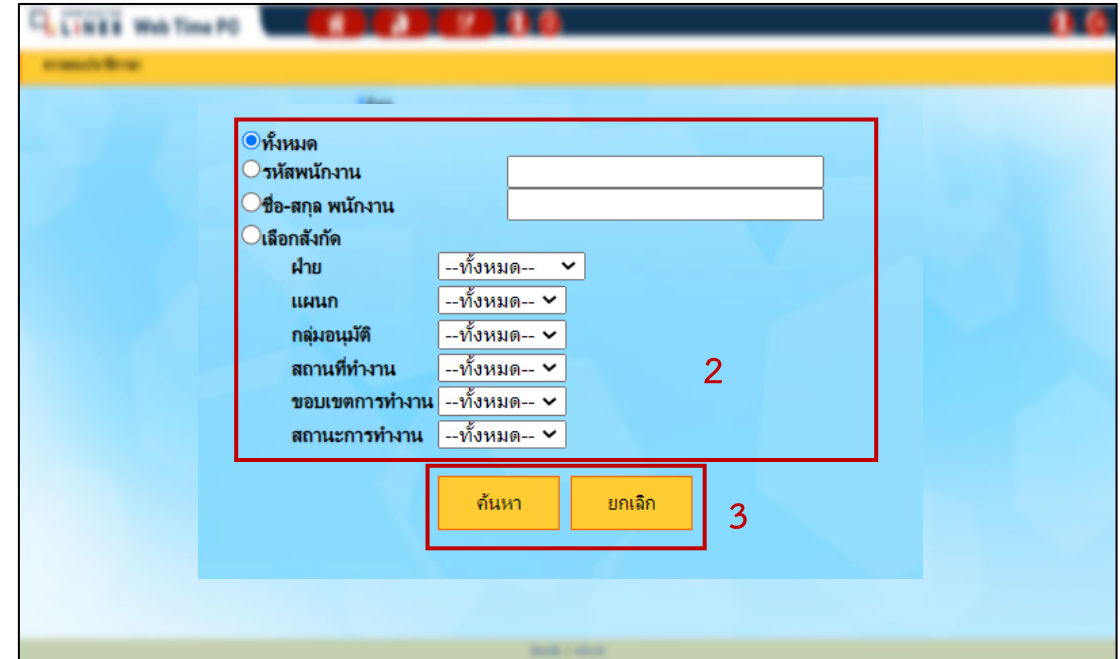 Web Time PO
ทั้งหมด
รหัสพนักงาน
ชื่อ-สกุล พนักงาน
เลือกสังกัด
ฝ่าย --ทั้งหมด--
แผนก --ทั้งหมด--
กลุ่มอนุมัติ --ทั้งหมด--
สถานที่ทำงาน --ทั้งหมด--
2
ขอบเขตการทำงาน --ทั้งหมด--
สถานะการทำงาน --ทั้งหมด--
ค้นหา ยกเลิก
3